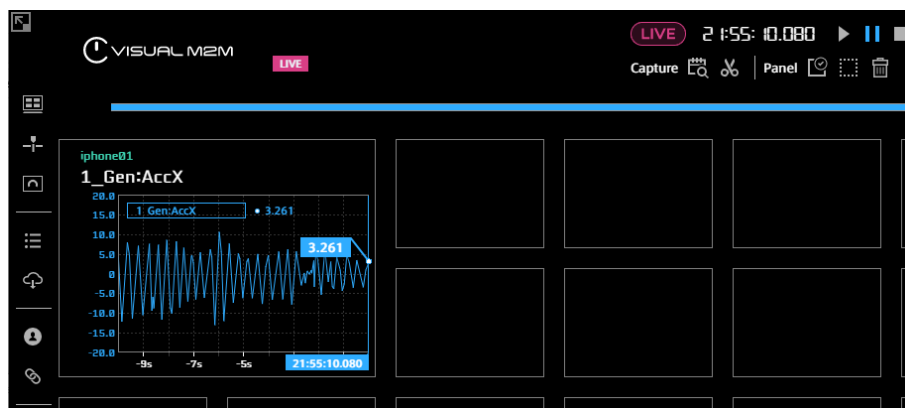 VISUAL M2M
LIVE
LIVE 21:55:10.080
Capture Panel
iphone01
1_Gen:AccX
20.0
15.0
10.0
5.0
0
-5.0
-10.0
-15.0
-20.0
1_Gen:AccX 3.261
3.261
-9s -7s -5s 21:55:10.080